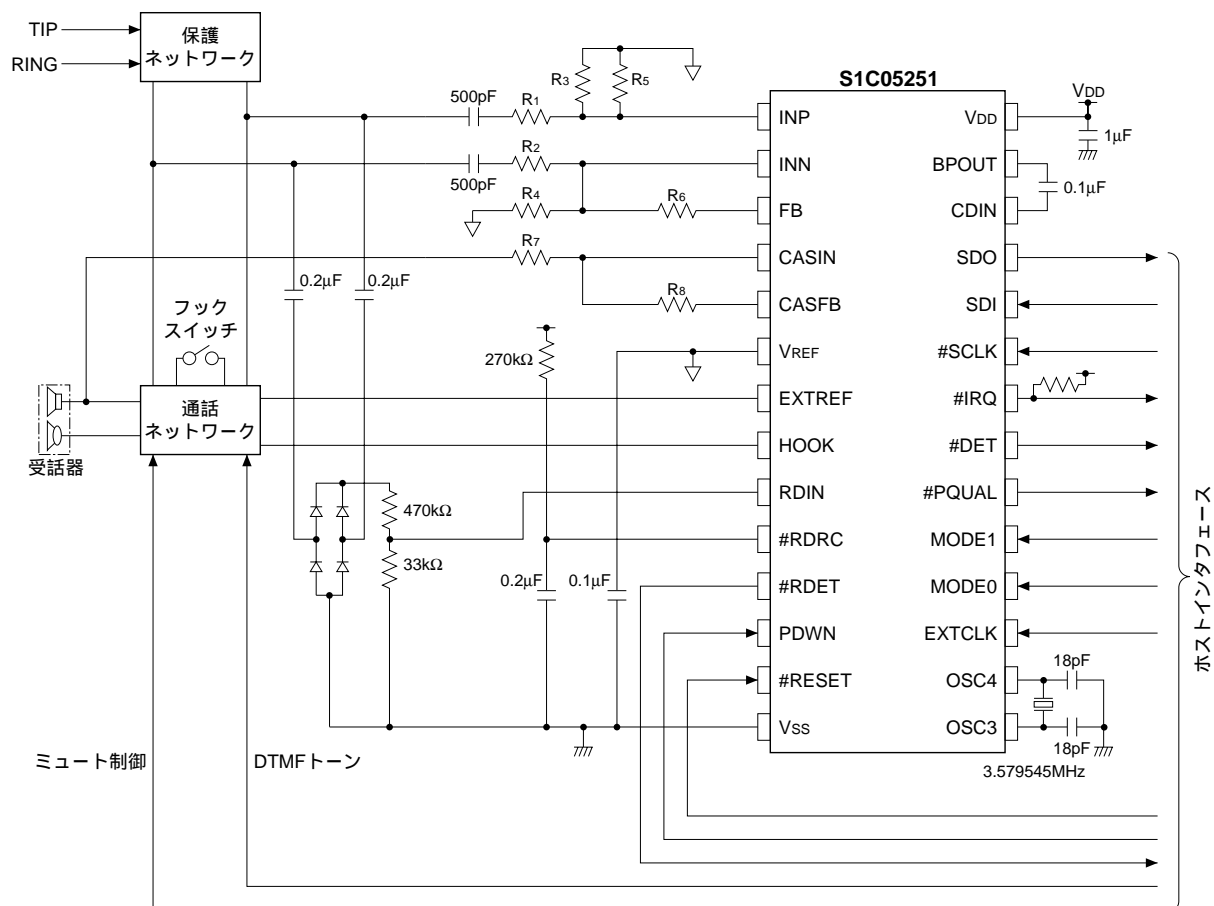 TIP
RING
保護
ネットワーク
500pF
R1
R3
R5
500pF
R2
R4
R6
R7
R8
0.2μF
0.2μF
フック
スイッチ
270kΩ
通話
ネットワーク
受話器
470kΩ
33kΩ
0.2μF
0.1μF
ミュート制御
DTMFトーン
S1C05251
INP
INN
FB
CASIN
CASFB
VREF
EXTREF
HOOK
RDIN
#RDRC
#RDET
PDWN
#RESET
VSS
VDD
BPOUT
CDIN
SDO
SDI
#SCLK
#IRQ
#DET
#PQUAL
MODE1
MODE0
EXTCLK
OSC4
OSC3
VDD
1μF
0.1μF
18pF
18pF
3.579545MHz
ホストインタフェース